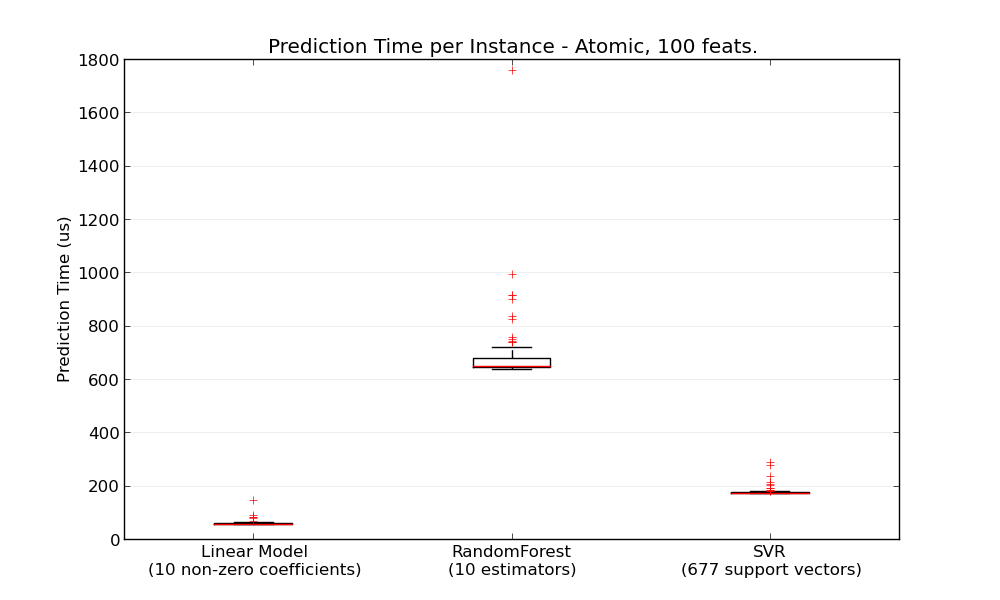 Prediction Time per Instance - Atomic, 100 feats.
1800
1600
1400
1200
1000
800
600
400
200
0
Prediction Time (us)
Linear Model
(10 non-zero coefficients)
RandomForest
(10 estimators)
SVR
(677 support vectors)